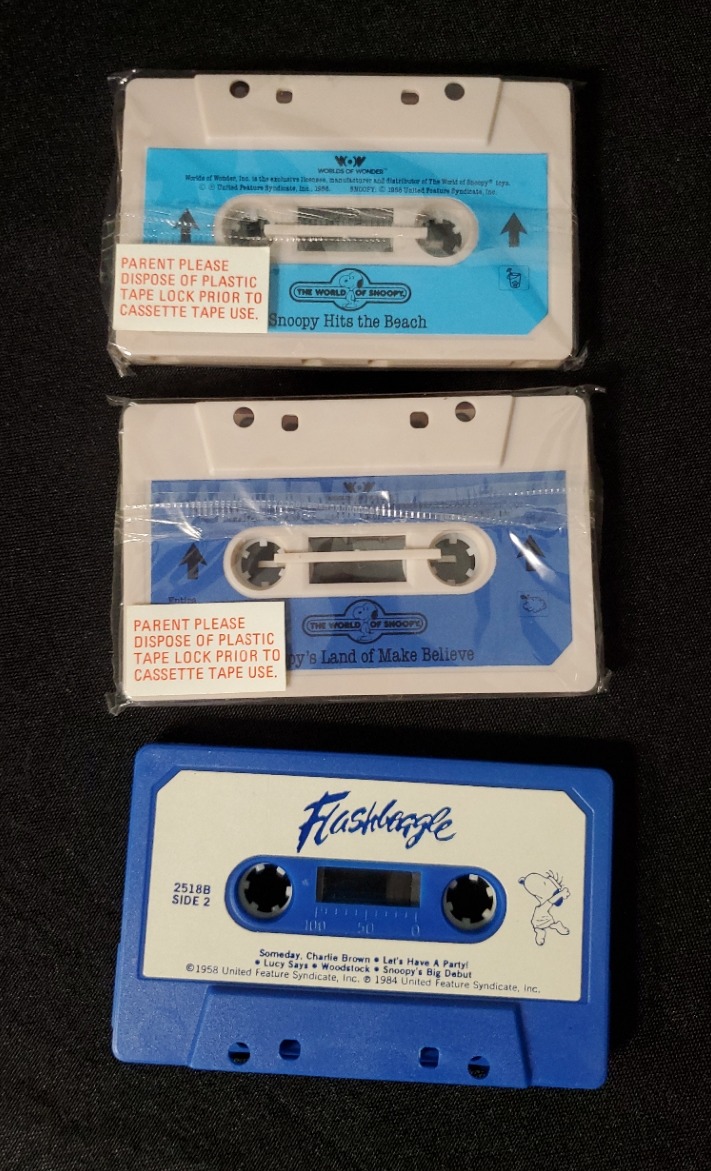 WOW
WORLDS OF WONDER™
Worlds of Wonder, Inc. is the exclusive licensee, manufacturer and distributor of The World of Snoopy® toys.
© ℗ United Feature Syndicate, Inc., 1986. SNOOPY: © 1958 United Feature Syndicate, Inc.
PARENT PLEASE
DISPOSE OF PLASTIC
TAPE LOCK PRIOR TO
CASSETTE TAPE USE.
THE WORLD OF SNOOPY
Snoopy Hits the Beach
WOW
Entire
PARENT PLEASE
DISPOSE OF PLASTIC
TAPE LOCK PRIOR TO
CASSETTE TAPE USE.
THE WORLD OF SNOOPY
py's Land of Make Believe
Flashbeagle
2518B
SIDE 2
100 50 0
Someday, Charlie Brown • Let's Have A Party!
• Lucy Says • Woodstock • Snoopy's Big Debut
©1958 United Feature Syndicate, Inc. ℗ 1984 United Feature Syndicate, Inc.